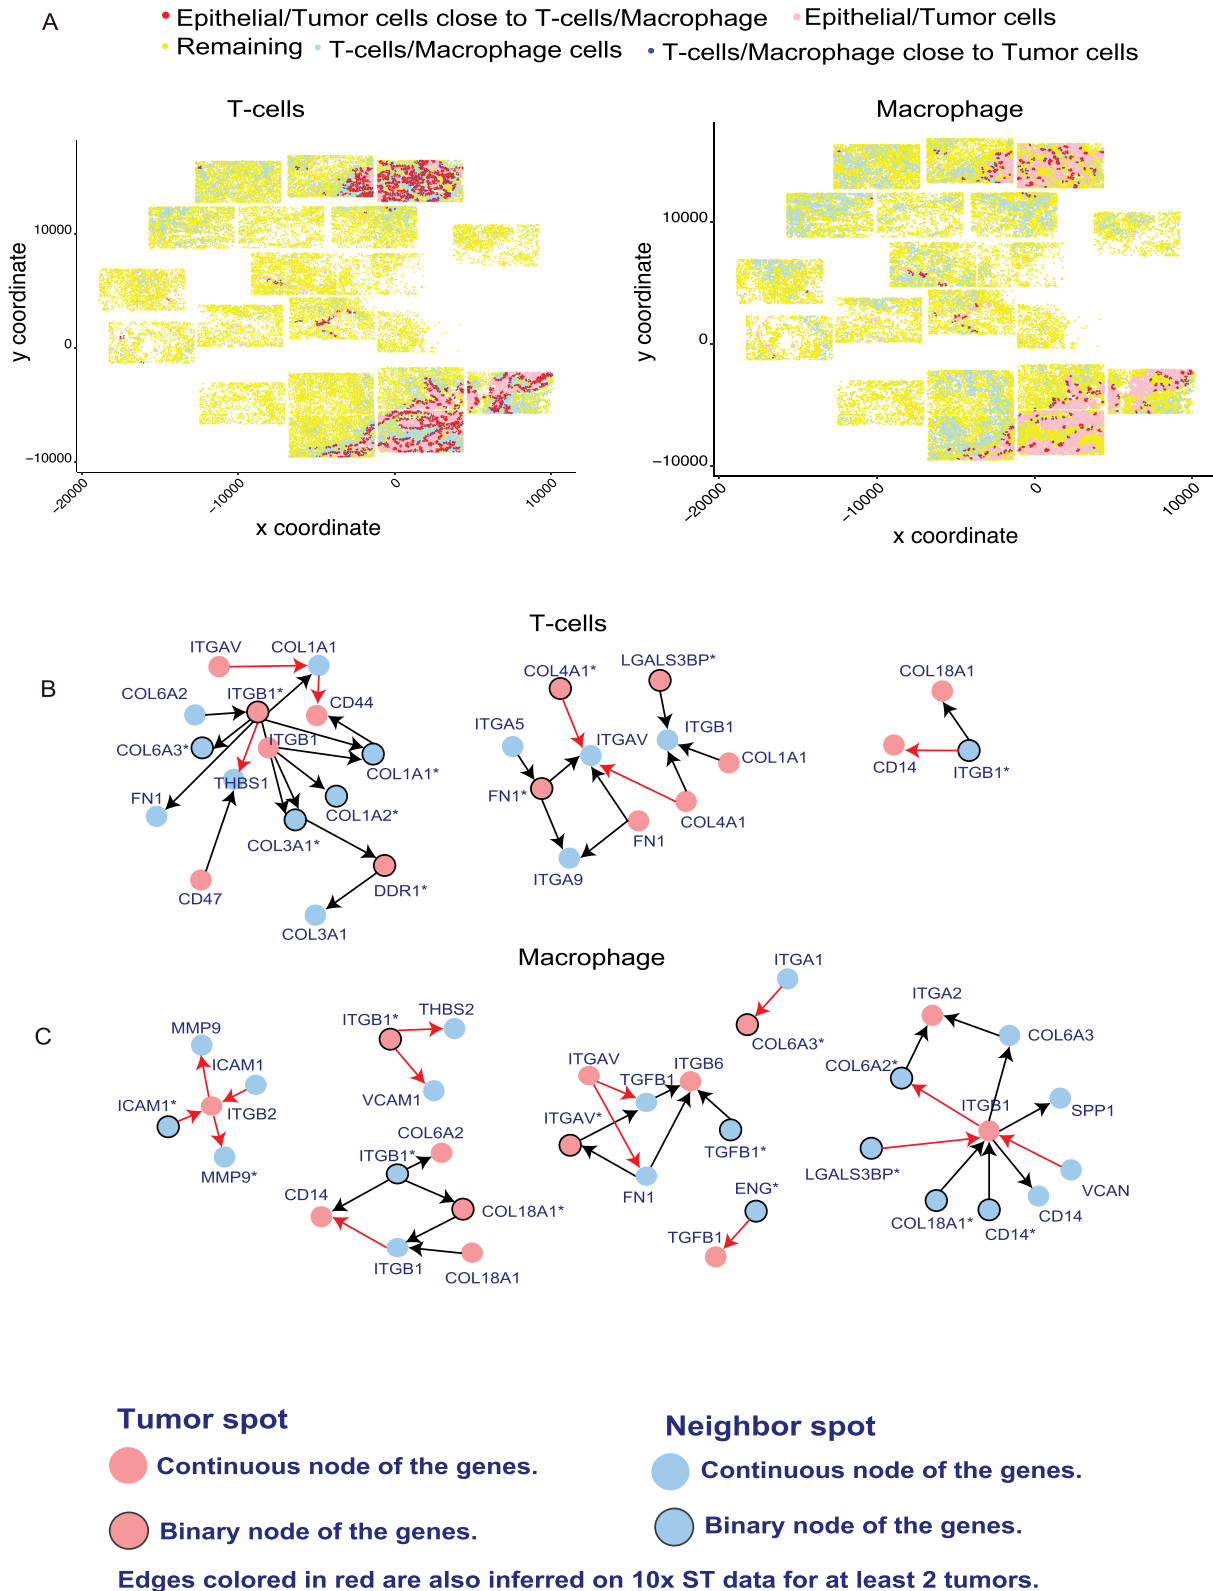 A
Epithelial/Tumor cells close to T-cells/Macrophage Epithelial/Tumor cells
Remaining T-cells/Macrophage cells T-cells/Macrophage close to Tumor cells
T-cells
Macrophage
y coordinate
10000
0
−10000
−20000
−10000
0
10000
x coordinate
y coordinate
10000
0
−10000
−20000
−10000
0
10000
x coordinate
B
T-cells
ITGAV
COL1A1
COL6A2
ITGB1*
CD44
COL6A3*
ITGB1
COL1A1*
THBS1
FN1
COL1A2*
COL3A1*
CD47
DDR1*
COL3A1
COL4A1*
LGALS3BP*
ITGA5
ITGAV
ITGB1
COL1A1
FN1*
COL4A1
FN1
ITGA9
COL18A1
CD14
ITGB1*
C
Macrophage
MMP9
ICAM1
ICAM1*
ITGB2
MMP9*
ITGB1*
THBS2
VCAM1
COL6A2
ITGB1*
CD14
COL18A1*
ITGB1
COL18A1
ITGA1
COL6A3*
ITGAV
TGFB1
ITGB6
ITGAV*
TGFB1*
FN1
ENG*
TGFB1
ITGA2
COL6A3
COL6A2*
ITGB1
SPP1
LGALS3BP*
VCAN
COL18A1*
CD14*
CD14
Tumor spot
Continuous node of the genes.
Binary node of the genes.
Neighbor spot
Continuous node of the genes.
Binary node of the genes.
Edges colored in red are also inferred on 10x ST data for at least 2 tumors.